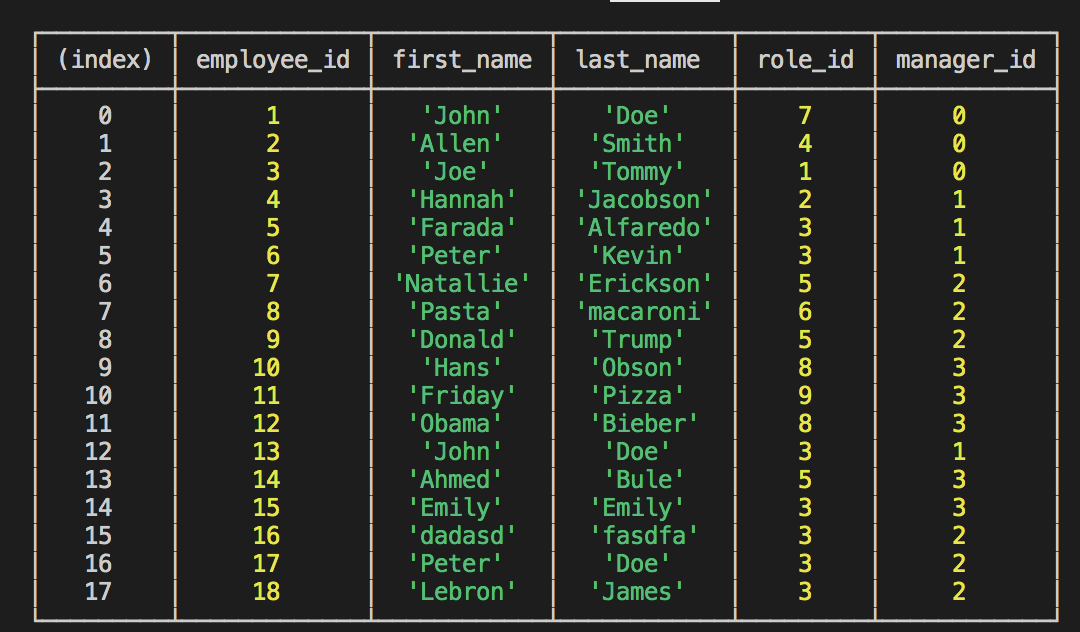 (index) employee_id first_name last_name role_id manager_id
0 1 'John' 'Doe' 7 0
1 2 'Allen' 'Smith' 4 0
2 3 'Joe' 'Tommy' 1 0
3 4 'Hannah' 'Jacobson' 2 1
4 5 'Farada' 'Alfaredo' 3 1
5 6 'Peter' 'Kevin' 3 1
6 7 'Natallie' 'Erickson' 5 2
7 8 'Pasta' 'macaroni' 6 2
8 9 'Donald' 'Trump' 5 2
9 10 'Hans' 'Obson' 8 3
10 11 'Friday' 'Pizza' 9 3
11 12 'Obama' 'Bieber' 8 3
12 13 'John' 'Doe' 3 1
13 14 'Ahmed' 'Bule' 5 3
14 15 'Emily' 'Emily' 3 3
15 16 'dadasd' 'fasdfa' 3 2
16 17 'Peter' 'Doe' 3 2
17 18 'Lebron' 'James' 3 2